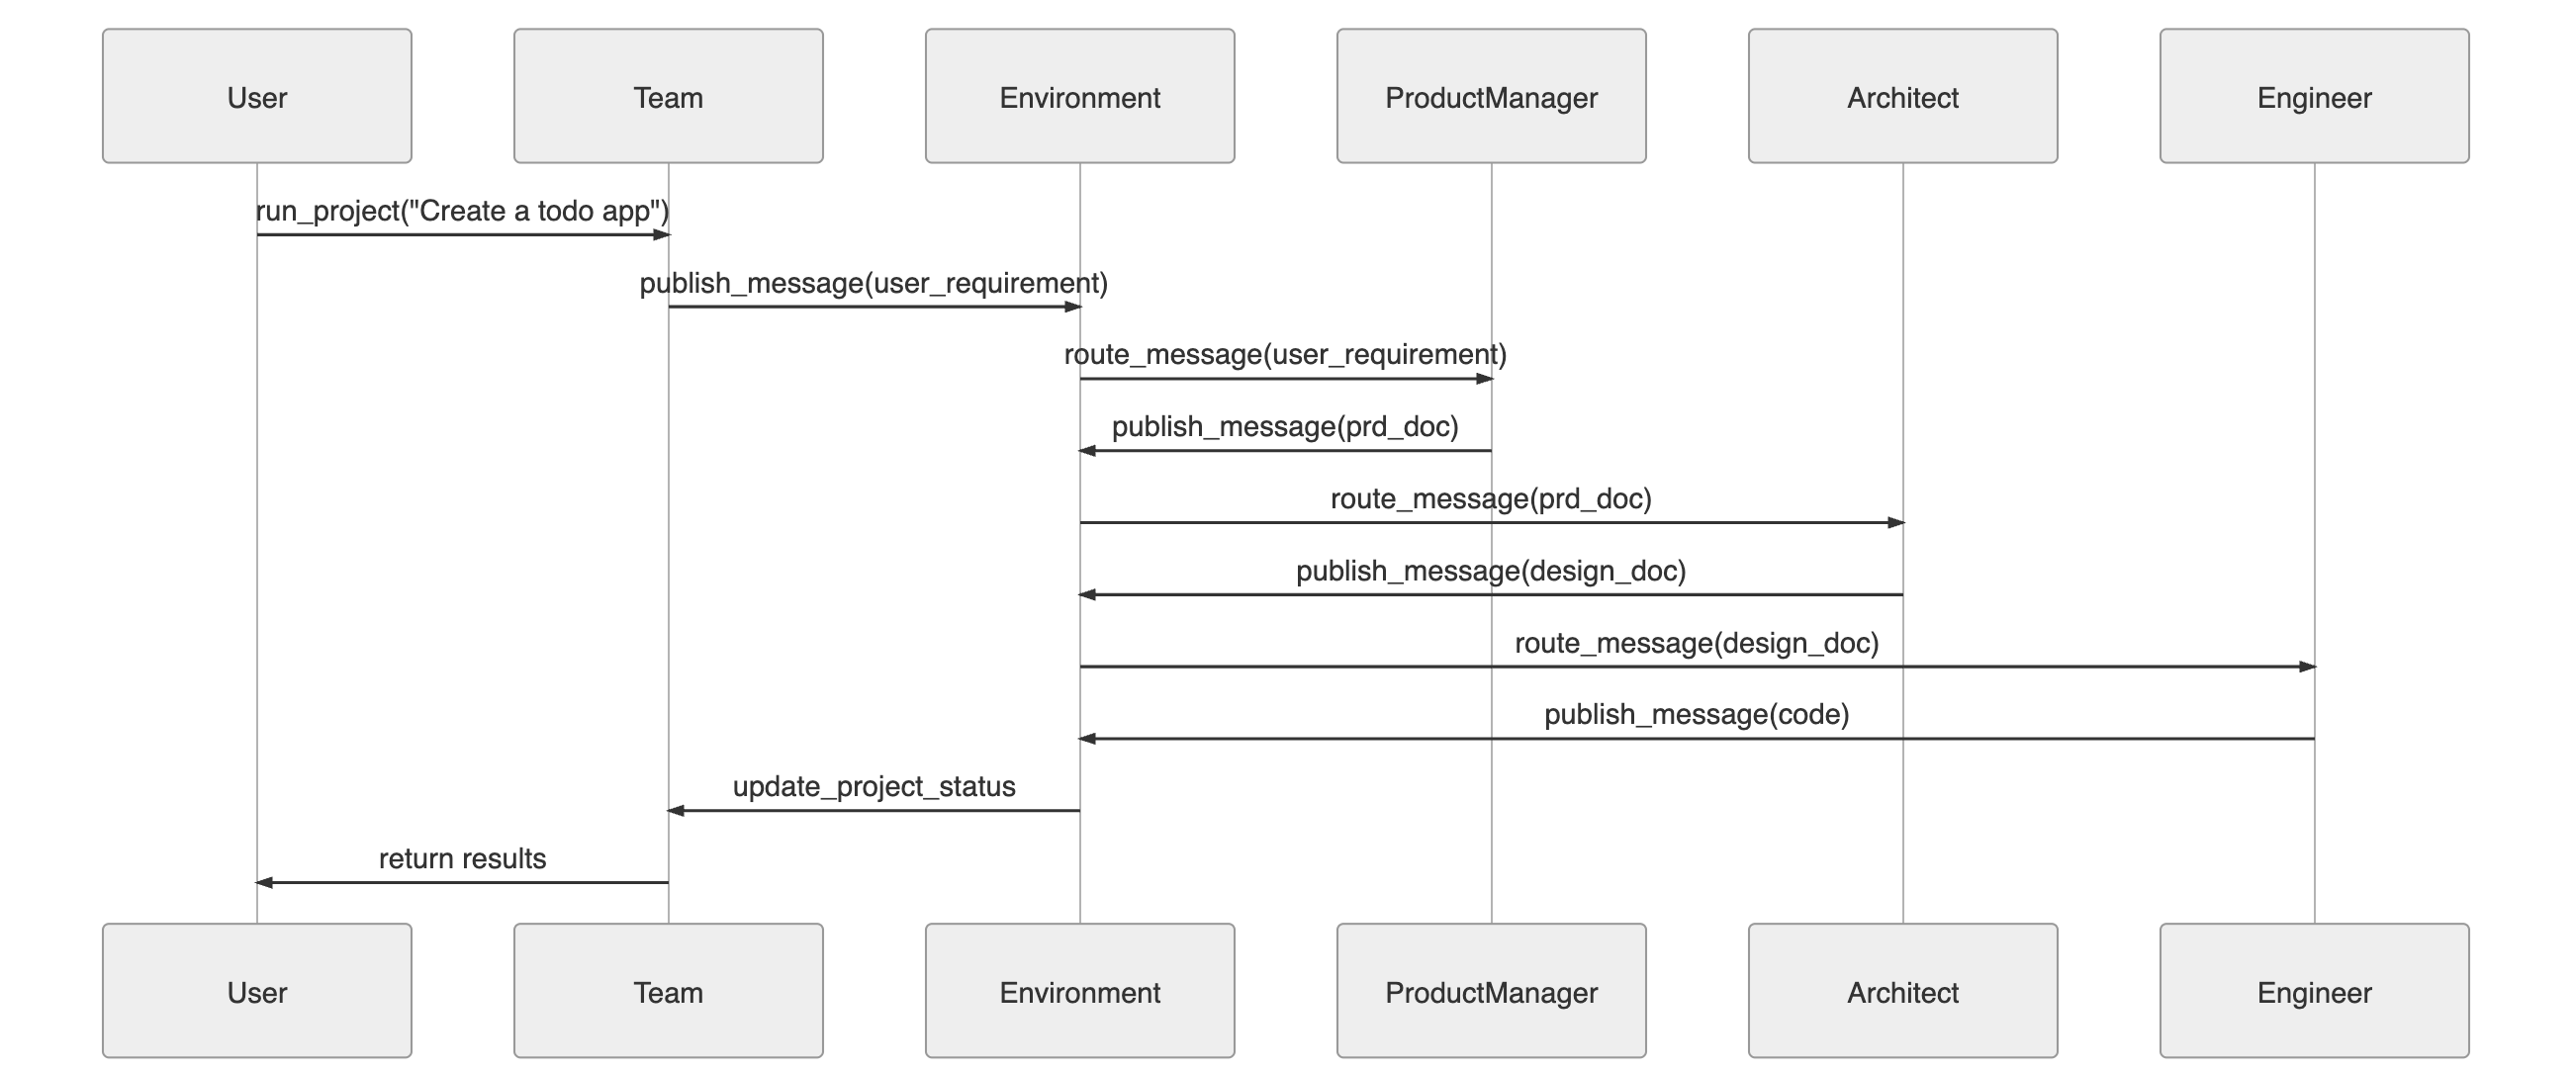 User
Team
Environment
ProductManager
Architect
Engineer
run_project("Create a todo app")
publish_message(user_requirement)
route_message(user_requirement)
publish_message(prd_doc)
route_message(prd_doc)
publish_message(design_doc)
route_message(design_doc)
publish_message(code)
update_project_status
return results
User
Team
Environment
ProductManager
Architect
Engineer